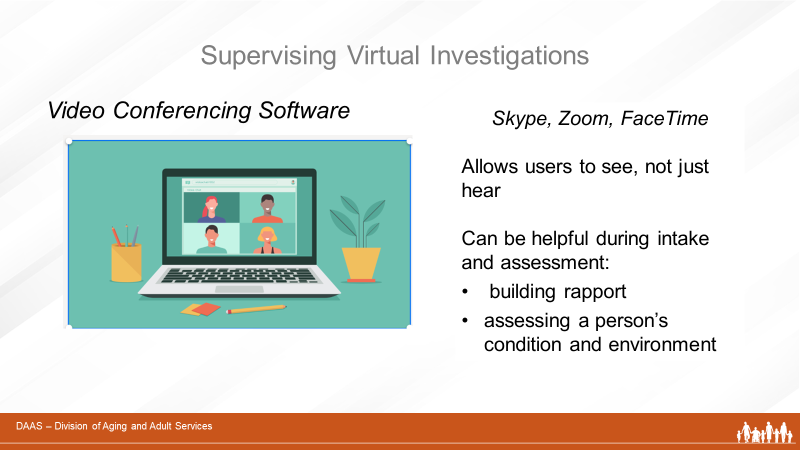 Supervising Virtual Investigations
Video Conferencing Software
Skype, Zoom, FaceTime
Allows users to see, not just
hear
Can be helpful during intake
and assessment:
• building rapport
• assessing a person’s
condition and environment
DAAS – Division of Aging and Adult Services